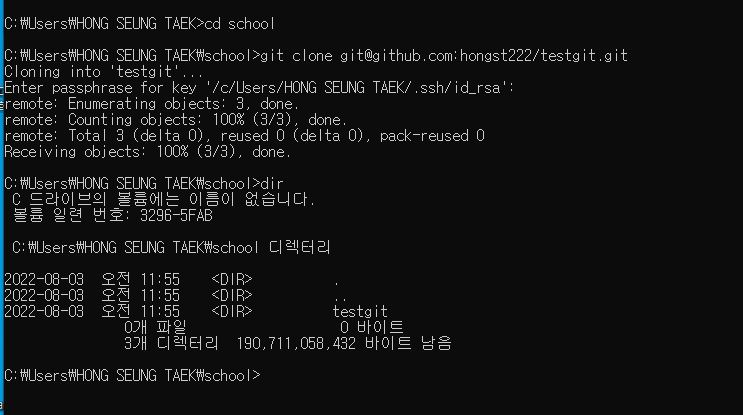 C:₩Users₩HONG SEUNG TAEK>cd school
C:₩Users₩HONG SEUNG TAEK₩school>git clone git@github.com:hongst222/testgit.git
Cloning into 'testgit'...
Enter passphrase for key '/c/Users/HONG SEUNG TAEK/.ssh/id_rsa':
remote: Enumerating objects: 3, done.
remote: Counting objects: 100% (3/3), done.
remote: Total 3 (delta 0), reused 0 (delta 0), pack-reused 0
Receiving objects: 100% (3/3), done.
C:₩Users₩HONG SEUNG TAEK₩school>dir
C 드라이브의 볼륨에는 이름이 없습니다.
볼륨 일련 번호: 3296-5FAB
C:₩Users₩HONG SEUNG TAEK₩school 디렉터리
2022-08-03 오전 11:55 <DIR> .
2022-08-03 오전 11:55 <DIR> ..
2022-08-03 오전 11:55 <DIR> testgit
0개 파일 0 바이트
3개 디렉터리 190,711,058,432 바이트 남음
C:₩Users₩HONG SEUNG TAEK₩school>